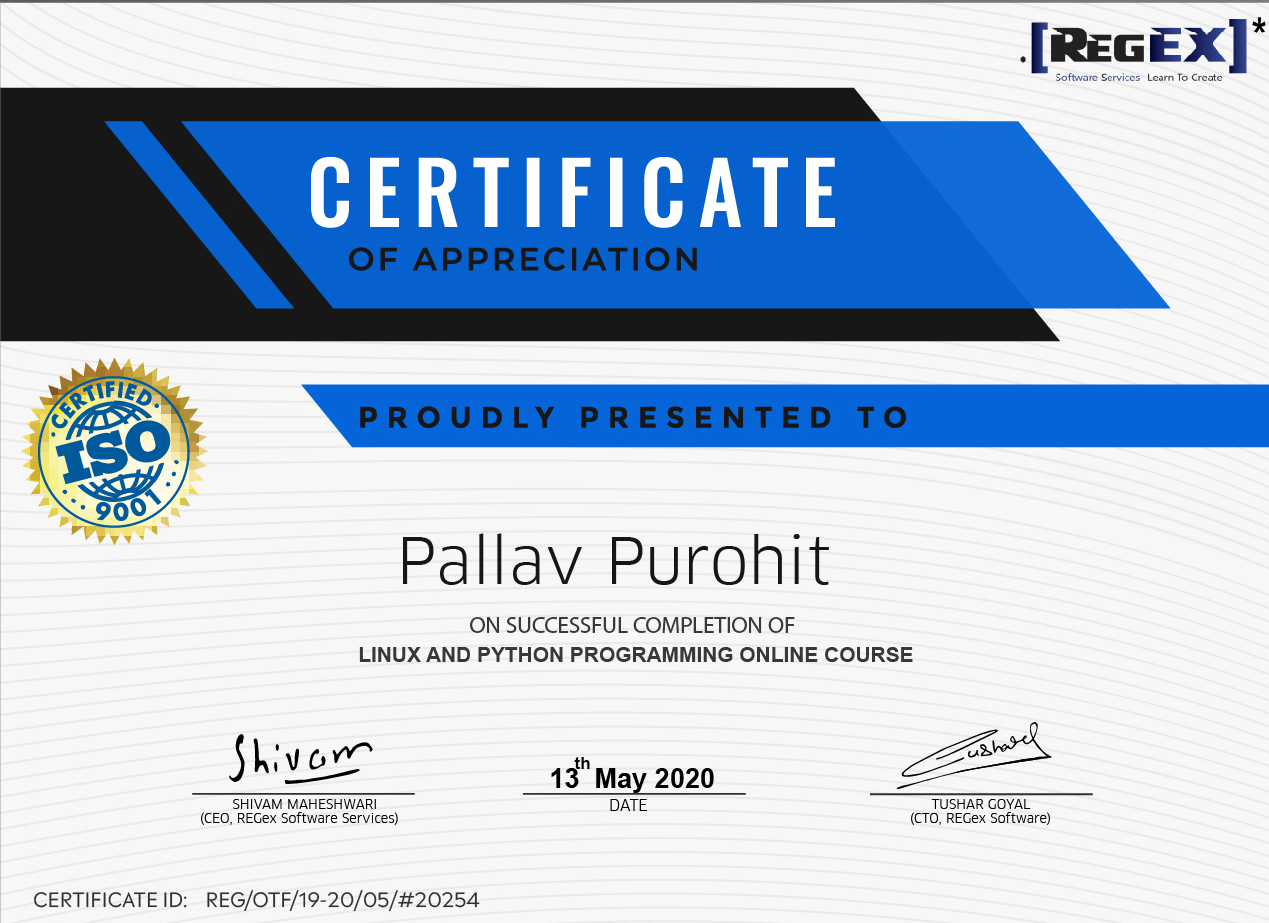 .[REGEX]*
Software Services Learn To Create
CERTIFICATE
OF APPRECIATION
CERTIFIED
ISO
9001
PROUDLY PRESENTED TO
Pallav Purohit
ON SUCCESSFUL COMPLETION OF
LINUX AND PYTHON PROGRAMMING ONLINE COURSE
Shivam
13th May 2020
Tushar
SHIVAM MAHESHWARI
(CEO, REGex Software Services)
DATE
TUSHAR GOYAL
(CTO, REGex Software)
CERTIFICATE ID: REG/OTF/19-20/05/#20254